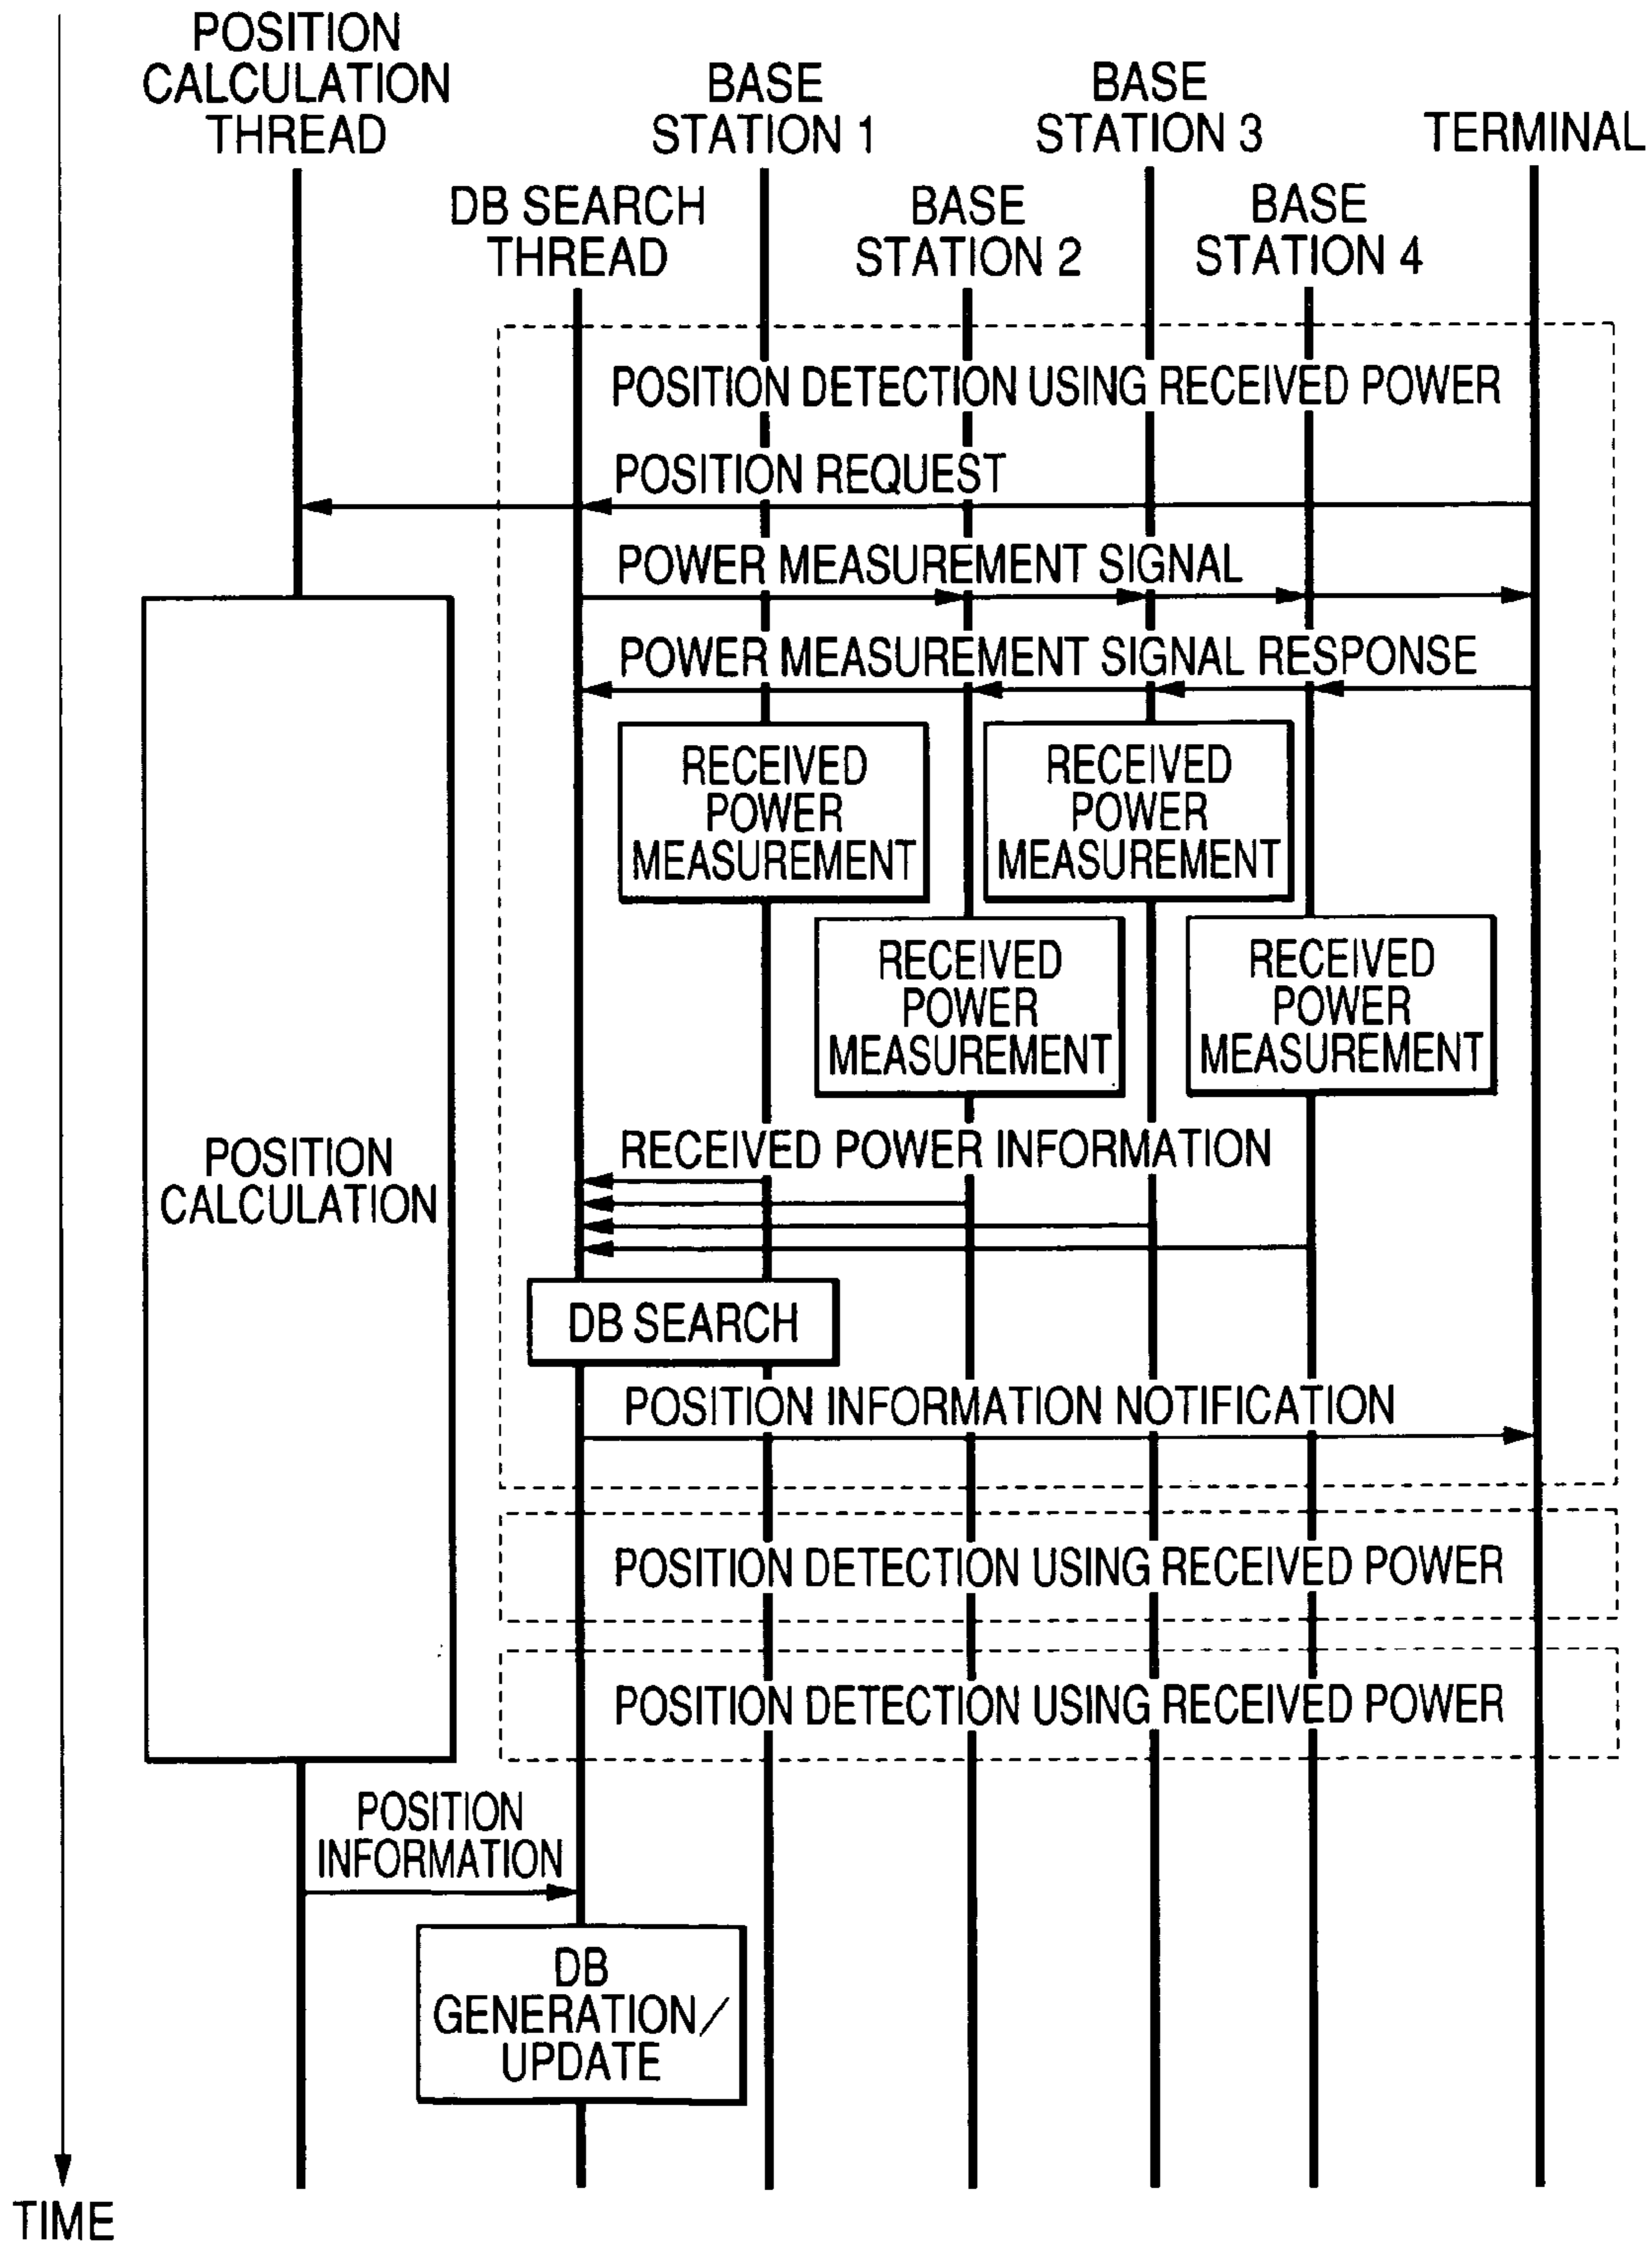 POSITION
CALCULATION
THREAD
BASE
STATION 1
BASE
STATION 3
TERMINAL
DB SEARCH
THREAD
BASE
STATION 2
BASE
STATION 4
POSITION DETECTION USING RECEIVED POWER
POSITION REQUEST
POWER MEASUREMENT SIGNAL
POWER MEASUREMENT SIGNAL RESPONSE
RECEIVED
POWER
MEASUREMENT
RECEIVED
POWER
MEASUREMENT
RECEIVED
POWER
MEASUREMENT
RECEIVED
POWER
MEASUREMENT
POSITION
CALCULATION
RECEIVED POWER INFORMATION
DB SEARCH
POSITION INFORMATION NOTIFICATION
POSITION DETECTION USING RECEIVED POWER
POSITION DETECTION USING RECEIVED POWER
POSITION
INFORMATION
DB
GENERATION/
UPDATE
TIME